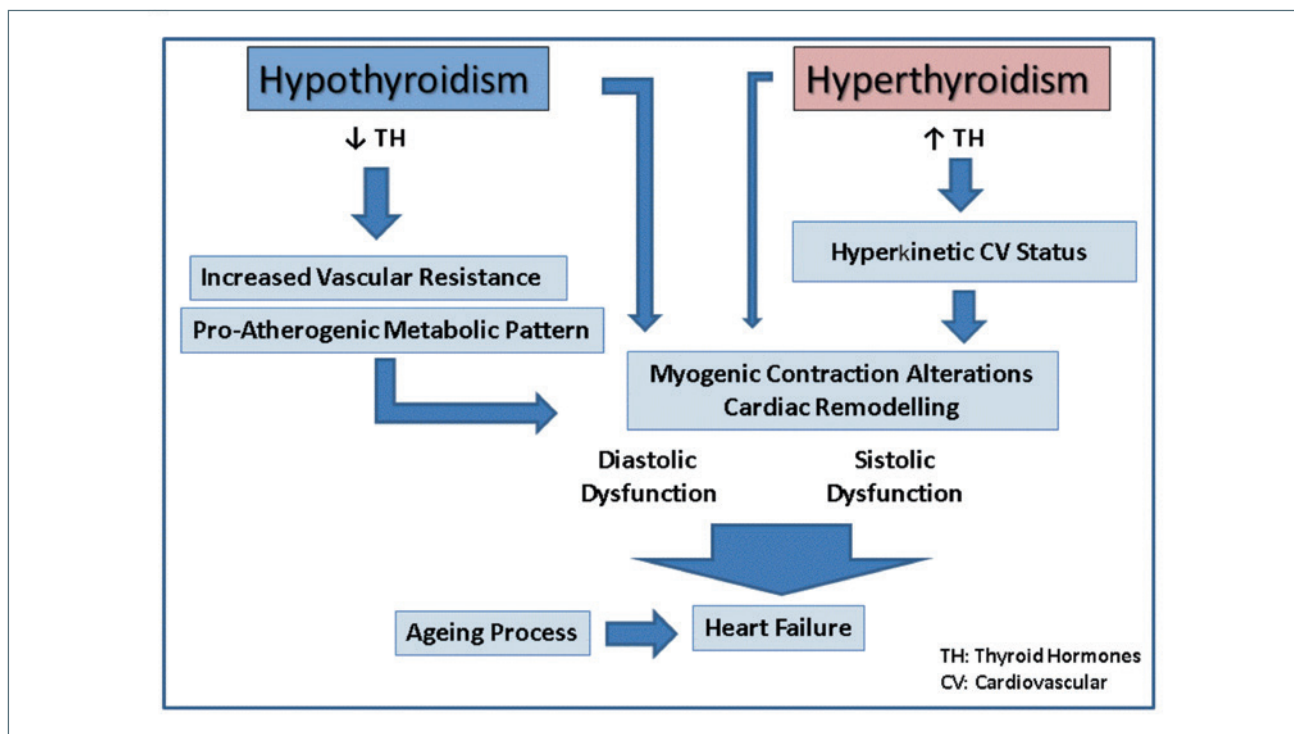 Hypothyroidism
↓ TH
Increased Vascular Resistance
Pro-Atherogenic Metabolic Pattern
Hyperthyroidism
↑ TH
Hyperkinetic CV Status
Myogenic Contraction Alterations
Cardiac Remodelling
Diastolic
Dysfunction
Sistolic
Dysfunction
Ageing Process
Heart Failure
TH: Thyroid Hormones
CV: Cardiovascular